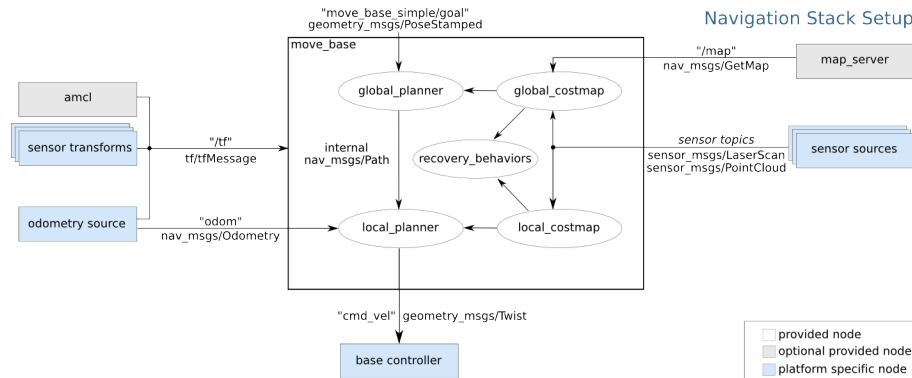 Navigation Stack Setup
"move_base_simple/goal"
geometry_msgs/PoseStamped
move_base
"/map"
nav_msgs/GetMap
map_server
global_planner
global_costmap
amcl
sensor transforms
"/tf"
tf/tfMessage
internal
nav_msgs/Path
recovery_behaviors
sensor topics
sensor_msgs/LaserScan
sensor_msgs/PointCloud
sensor sources
odometry source
"odom"
nav_msgs/Odometry
local_planner
local_costmap
"cmd_vel" geometry_msgs/Twist
base controller
provided node
optional provided node
platform specific node